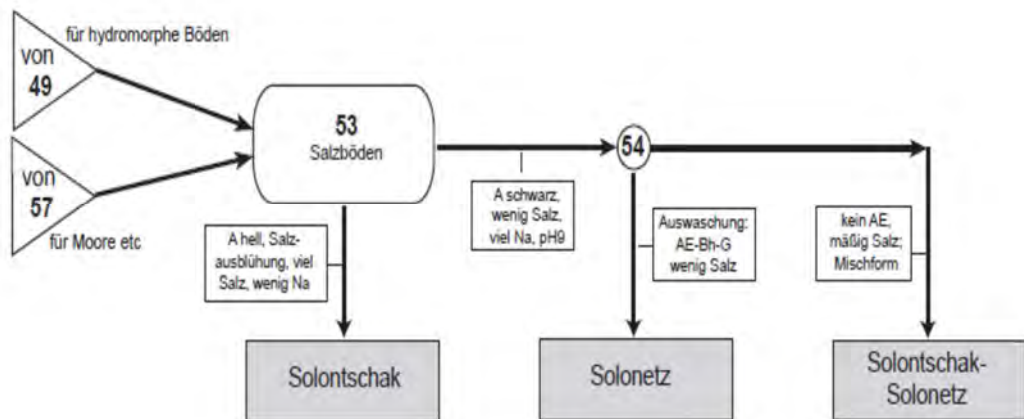 für hydromorphe Böden
von
49
53
Salzböden
54
von
57
für Moore etc
A hell, Salz-
ausblühung, viel
Salz, wenig Na
A schwarz,
wenig Salz,
viel Na, pH9
Auswaschung:
AE-Bh-G
wenig Salz
kein AE,
mäßig Salz;
Mischform
Solontschak
Solonetz
Solontschak-
Solonetz